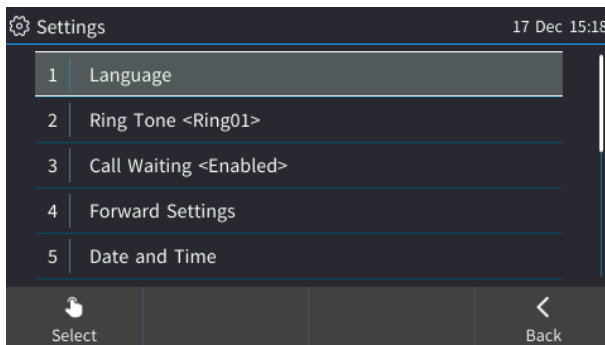 Settings 17 Dec 15:18
1 Language
2 Ring Tone <Ring01>
3 Call Waiting <Enabled>
4 Forward Settings
5 Date and Time
Select Back